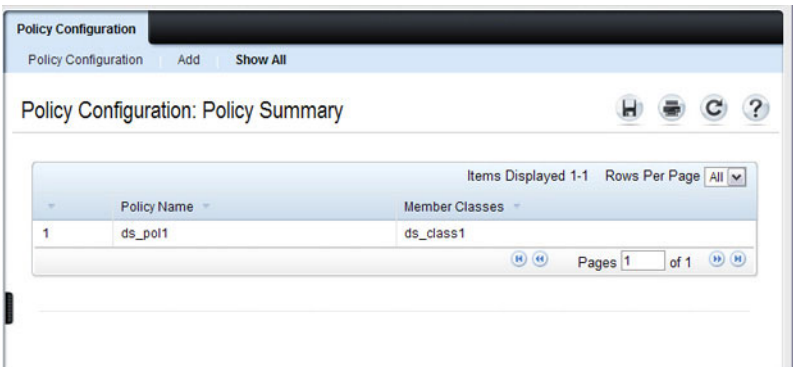 Policy Configuration
Policy Configuration Add Show All
Policy Configuration: Policy Summary
Items Displayed 1-1 Rows Per Page All
Policy Name Member Classes
1 ds_pol1 ds_class1
Pages 1 of 1